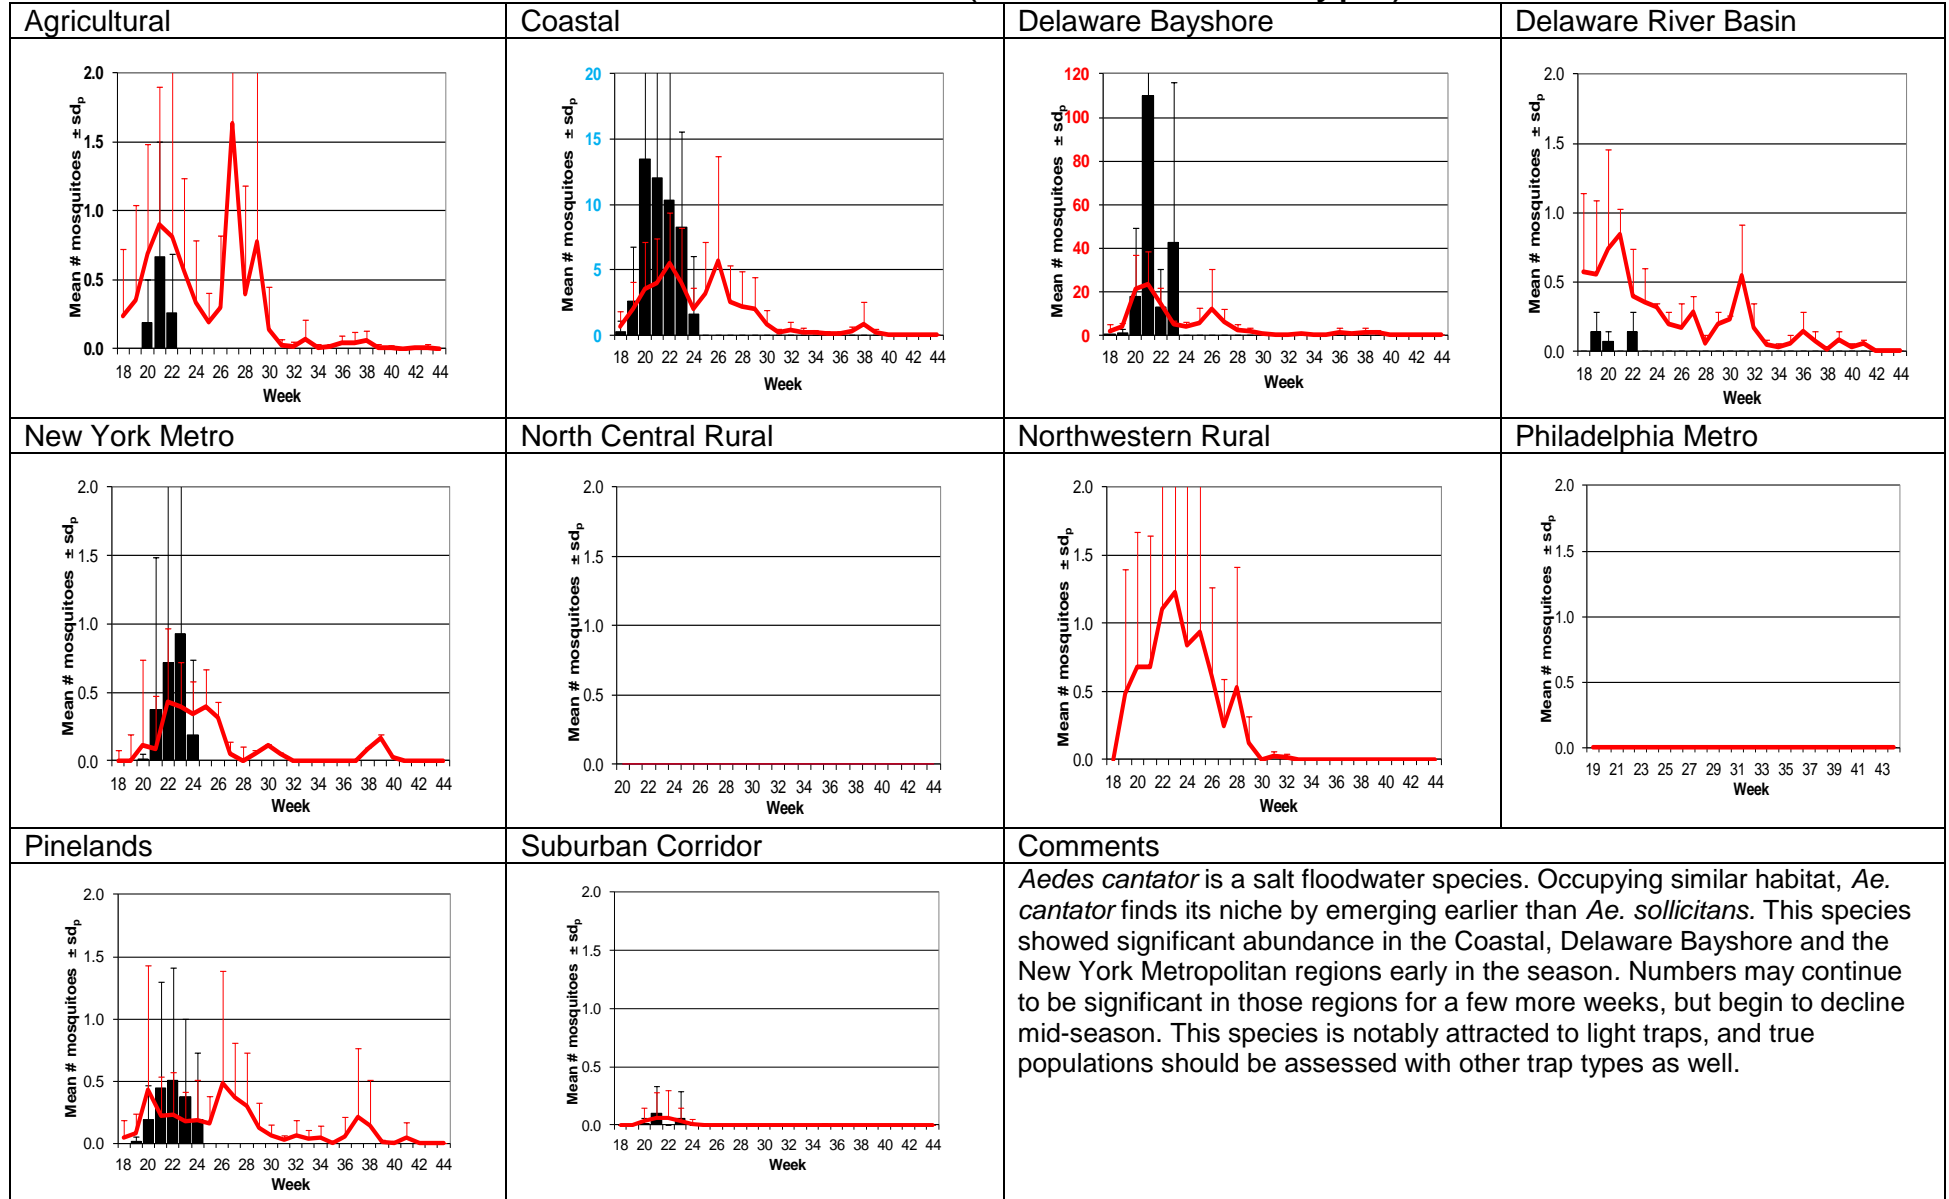 Agricultural
Coastal
Delaware Bayshore
Delaware River Basin
Mean # mosquitoes ± sdp
2.0
1.5
1.0
0.5
0.0
18 20 22 24 26 28 30 32 34 36 38 40 42 44
Week
Mean # mosquitoes ± sdp
20
15
10
5
0
18 20 22 24 26 28 30 32 34 36 38 40 42 44
Week
Mean # mosquitoes ± sdp
120
100
80
60
40
20
0
18 20 22 24 26 28 30 32 34 36 38 40 42 44
Week
Mean # mosquitoes ± sdp
2.0
1.5
1.0
0.5
0.0
18 20 22 24 26 28 30 32 34 36 38 40 42 44
Week
New York Metro
North Central Rural
Northwestern Rural
Philadelphia Metro
Mean # mosquitoes ± sdp
2.0
1.5
1.0
0.5
0.0
18 20 22 24 26 28 30 32 34 36 38 40 42 44
Week
Mean # mosquitoes ± sdp
2.0
1.5
1.0
0.5
0.0
20 22 24 26 28 30 32 34 36 38 40 42 44
Week
Mean # mosquitoes ± sdp
2.0
1.5
1.0
0.5
0.0
18 20 22 24 26 28 30 32 34 36 38 40 42 44
Week
Mean # mosquitoes ± sdp
2.0
1.5
1.0
0.5
0.0
19 21 23 25 27 29 31 33 35 37 39 41 43
Week
Pinelands
Suburban Corridor
Comments
Mean # mosquitoes ± sdp
2.0
1.5
1.0
0.5
0.0
18 20 22 24 26 28 30 32 34 36 38 40 42 44
Week
Mean # mosquitoes ± sdp
2.0
1.5
1.0
0.5
0.0
18 20 22 24 26 28 30 32 34 36 38 40 42 44
Week
Aedes cantator is a salt floodwater species. Occupying similar habitat, Ae.
cantator finds its niche by emerging earlier than Ae. sollicitans. This species
showed significant abundance in the Coastal, Delaware Bayshore and the
New York Metropolitan regions early in the season. Numbers may continue
to be significant in those regions for a few more weeks, but begin to decline
mid-season. This species is notably attracted to light traps, and true
populations should be assessed with other trap types as well.